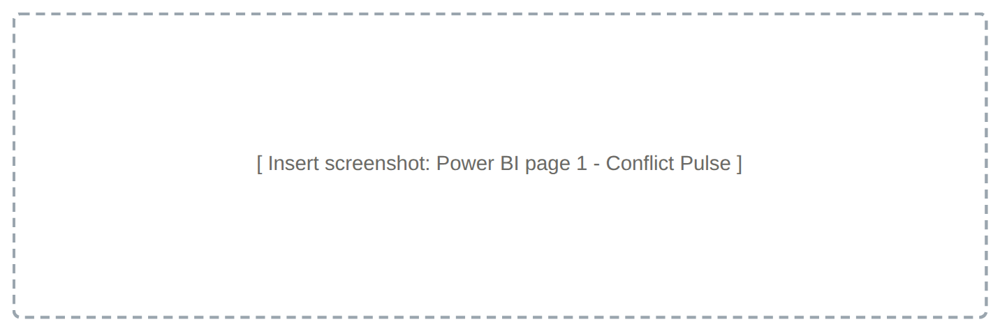 [ Insert screenshot: Power BI page 1 - Conflict Pulse ]